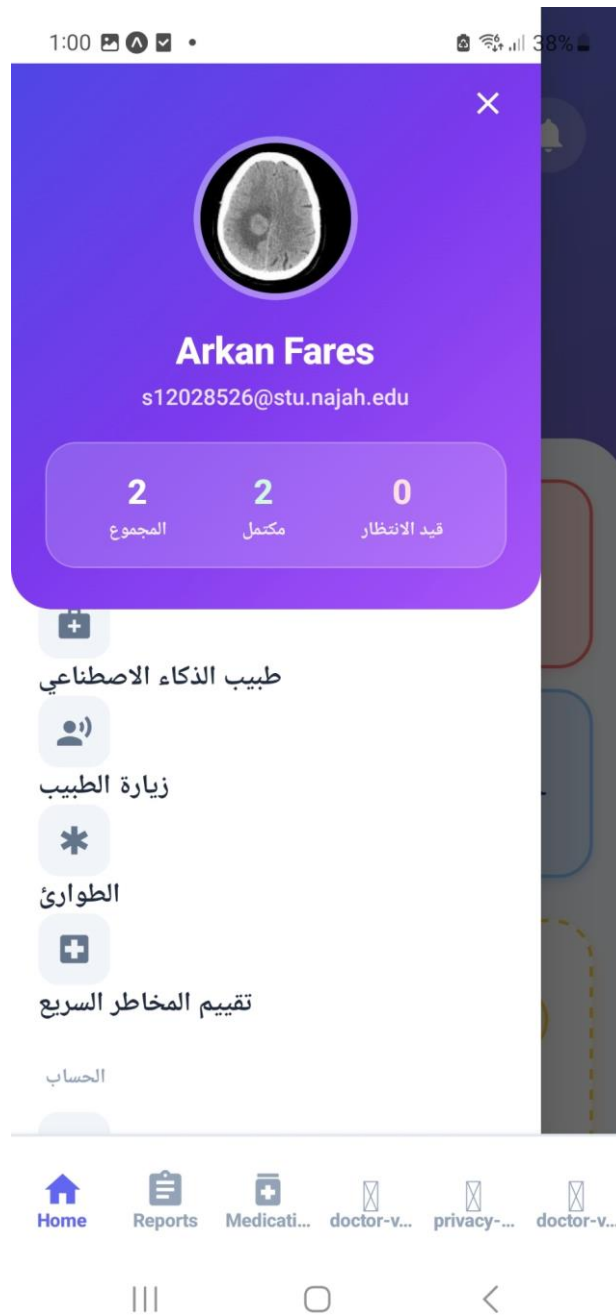 1:00
38%
Arkan Fares
s12028526@stu.najah.edu
2 2 0
المجموع مكتمل قيد الانتظار
طبيب الذكاء الاصطناعي
زيارة الطبيب
الطوارئ
تقييم المخاطر السريع
الحساب
Home Reports Medicati... doctor-v... privacy-... doctor-v...